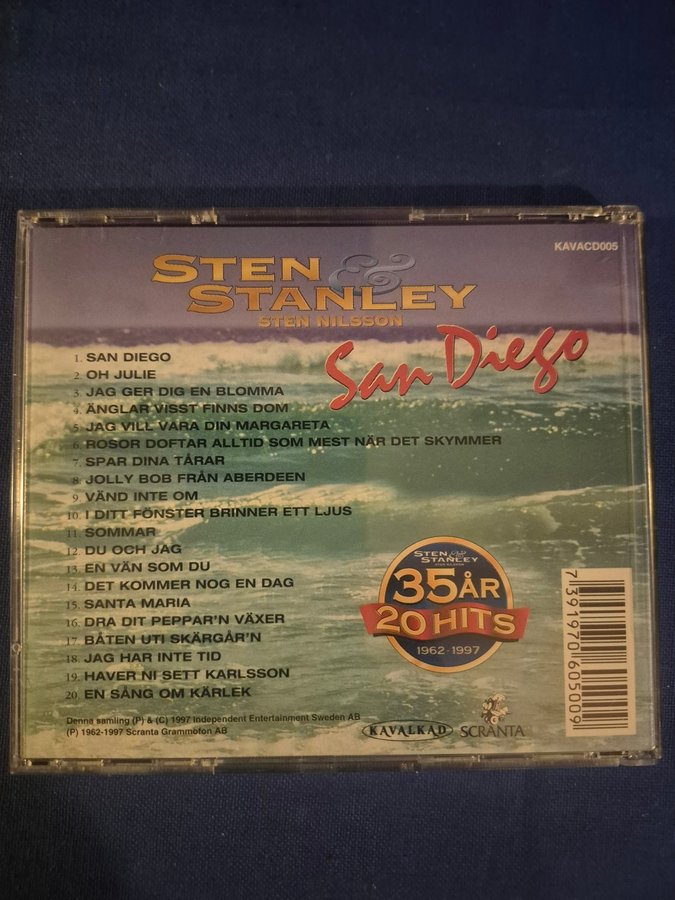 KAVACD005
STEN &
STANLEY
STEN NILSSON
San Diego
1. SAN DIEGO
2. OH JULIE
3. JAG GER DIG EN BLOMMA
4. ÄNGLAR VISST FINNS DOM
5. JAG VILL VARA DIN MARGARETA
6. ROSOR DOFTAR ALLTID SOM MEST NÄR DET SKYMMER
7. SPAR DINA TÅRAR
8. JOLLY BOB FRÅN ABERDEEN
9. VÄND INTE OM
10. I DITT FÖNSTER BRINNER ETT LJUS
11. SOMMAR
12. DU OCH JAG
13. EN VÄN SOM DU
14. DET KOMMER NOG EN DAG
15. SANTA MARIA
16. DRA DIT PEPPAR'N VÄXER
17. BÅTEN UTI SKÄRGÅR'N
18. JAG HAR INTE TID
19. HAVER NI SETT KARLSSON
20. EN SÅNG OM KÄRLEK
STEN &
STANLEY
STEN NILSSON
35 ÅR
20 HITS
1962 - 1997
7391970605009
Denna samling (P) & (C) 1997 Independent Entertainment Sweden AB
(P) 1962-1997 Scranta Grammofon AB
KAVALKAD
SCRANTA